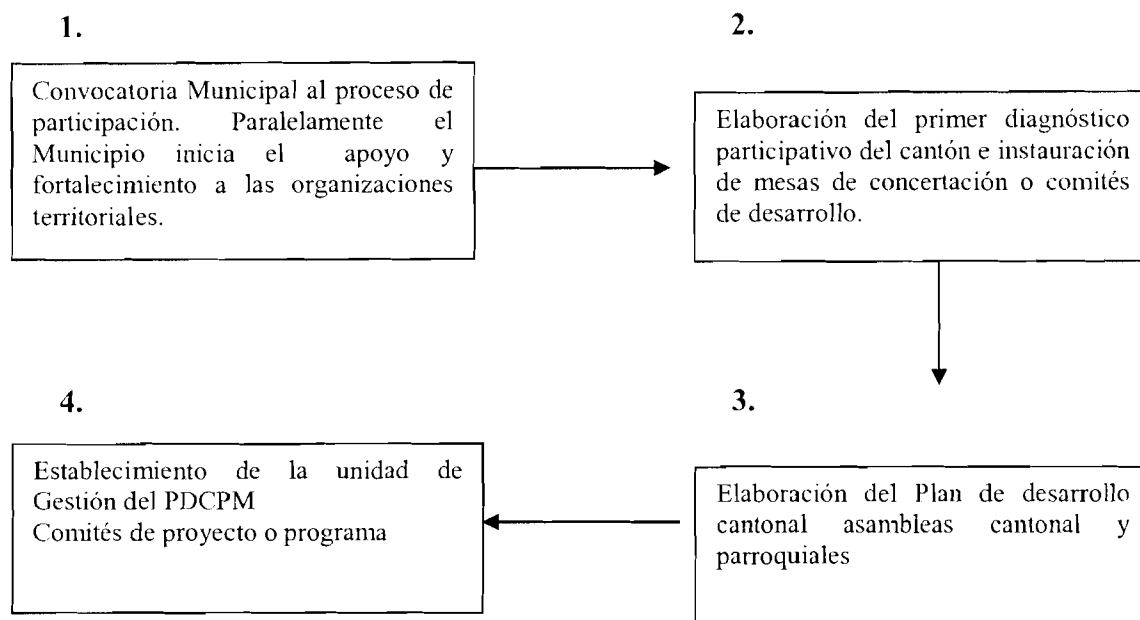 1.
Convocatoria Municipal al proceso de
participación. Paralelamente el
Municipio inicia el apoyo y
fortalecimiento a las organizaciones
territoriales.
2.
Elaboración del primer diagnóstico
participativo del cantón e instauración
de mesas de concertación o comités
de desarrollo.
3.
Elaboración del Plan de desarrollo
cantonal asambleas cantonal y
parroquiales
4.
Establecimiento de la unidad de
Gestión del PDCPM
Comités de proyecto o programa